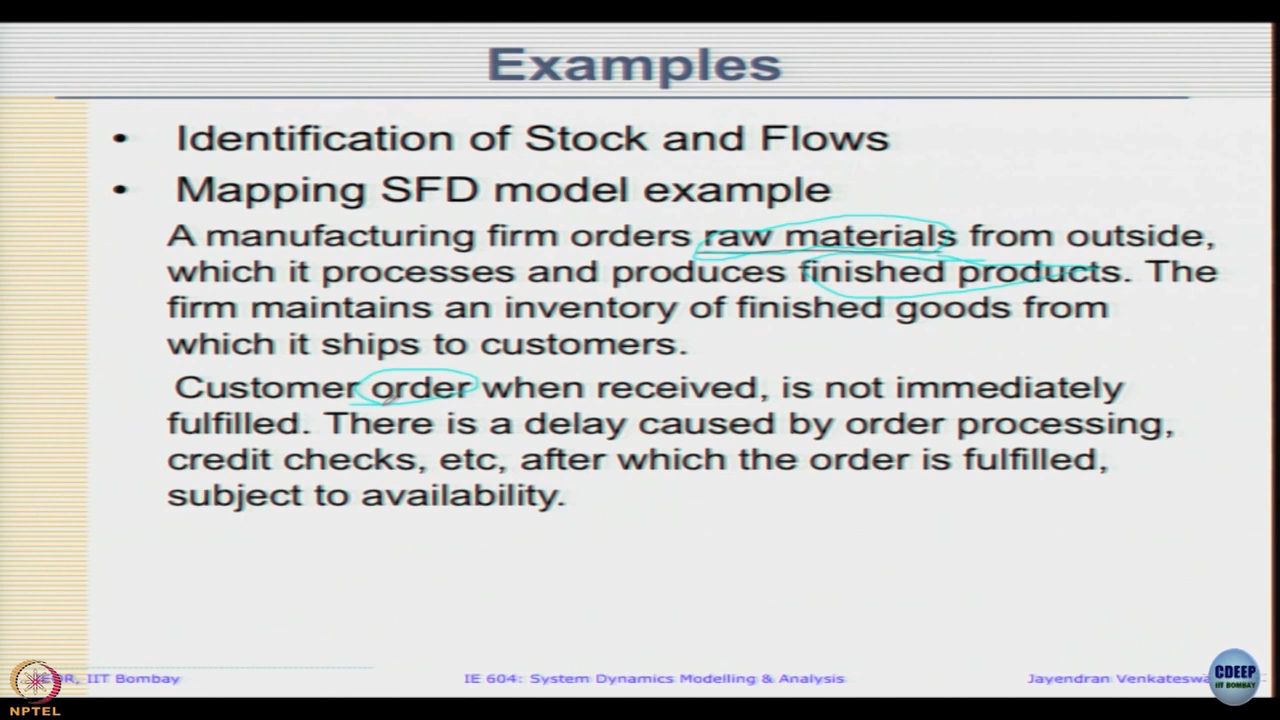 Examples
• Identification of Stock and Flows
• Mapping SFD model example
A manufacturing firm orders raw materials from outside,
which it processes and produces finished products. The
firm maintains an inventory of finished goods from
which it ships to customers.
Customer order when received, is not immediately
fulfilled. There is a delay caused by order processing,
credit checks, etc, after which the order is fulfilled,
subject to availability.
IIT Bombay
IE 604: System Dynamics Modelling & Analysis
Jayendran
CDEEP
IIT BOMBAY
NPTEL